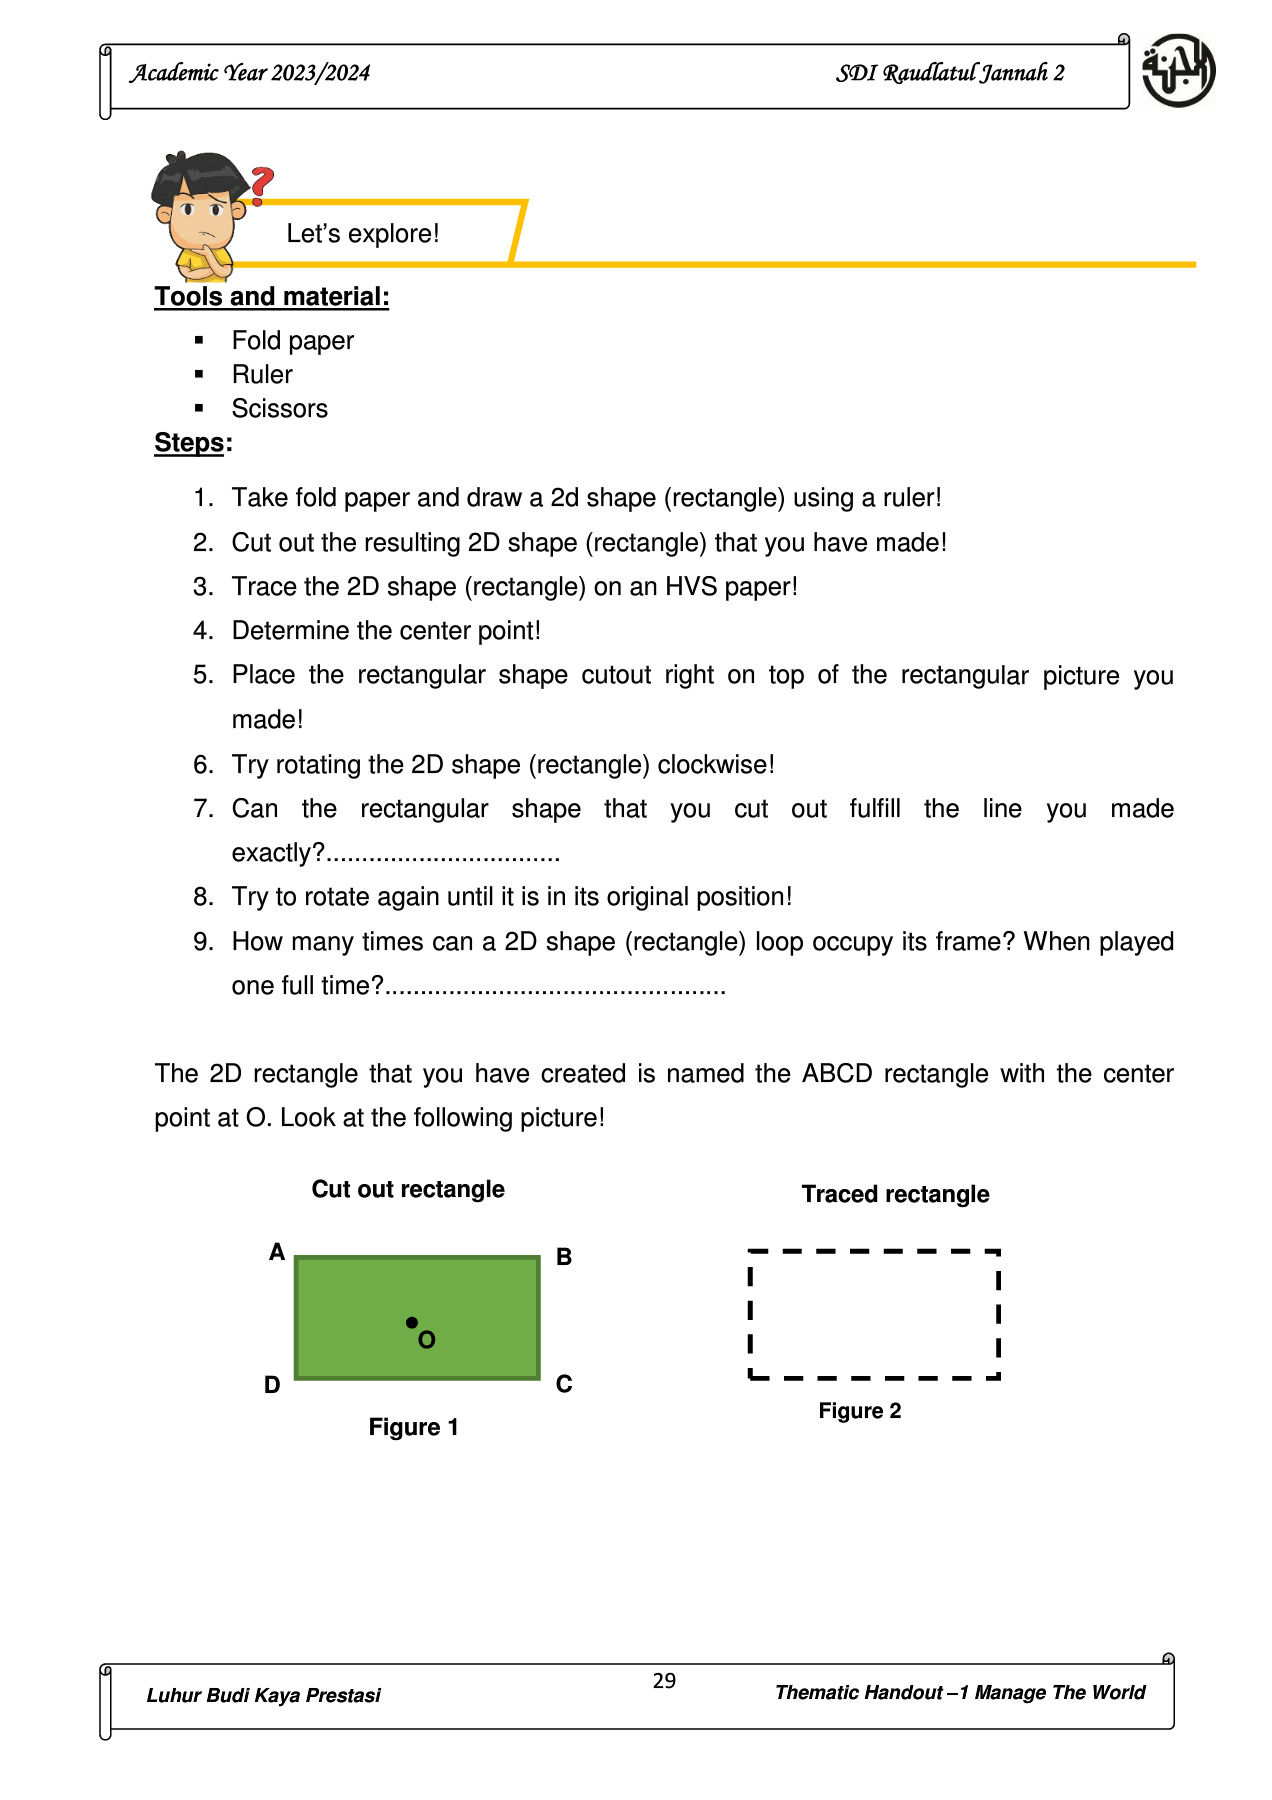 Academic Year 2023/2024
SDI Raudlatul Jannah 2
?
Let's explore!
Tools and material:
▪ Fold paper
▪ Ruler
▪ Scissors
Steps:
1. Take fold paper and draw a 2d shape (rectangle) using a ruler!
2. Cut out the resulting 2D shape (rectangle) that you have made!
3. Trace the 2D shape (rectangle) on an HVS paper!
4. Determine the center point!
5. Place the rectangular shape cutout right on top of the rectangular picture you
made!
6. Try rotating the 2D shape (rectangle) clockwise!
7. Can the rectangular shape that you cut out fulfill the line you made
exactly?.................................
8. Try to rotate again until it is in its original position!
9. How many times can a 2D shape (rectangle) loop occupy its frame? When played
one full time?................................................
The 2D rectangle that you have created is named the ABCD rectangle with the center
point at O. Look at the following picture!
Cut out rectangle
Traced rectangle
A
B
O
D
C
Figure 1
Figure 2
29
Luhur Budi Kaya Prestasi
Thematic Handout –1 Manage The World